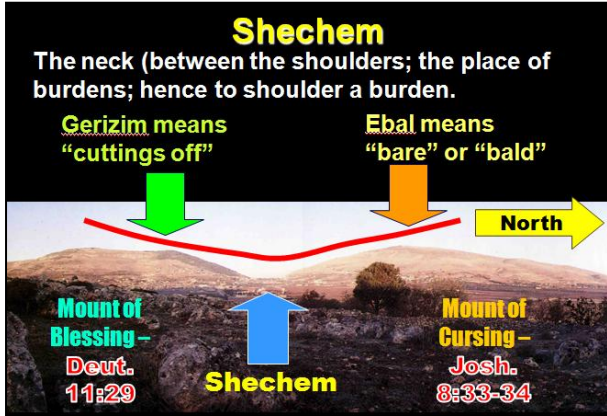 Shechem
The neck (between the shoulders; the place of
burdens; hence to shoulder a burden.
Gerizim means
“cuttings off”
Ebal means
“bare” or “bald”
North
Mount of
Blessing –
Deut.
11:29
Shechem
Mount of
Cursing –
Josh.
8:33-34